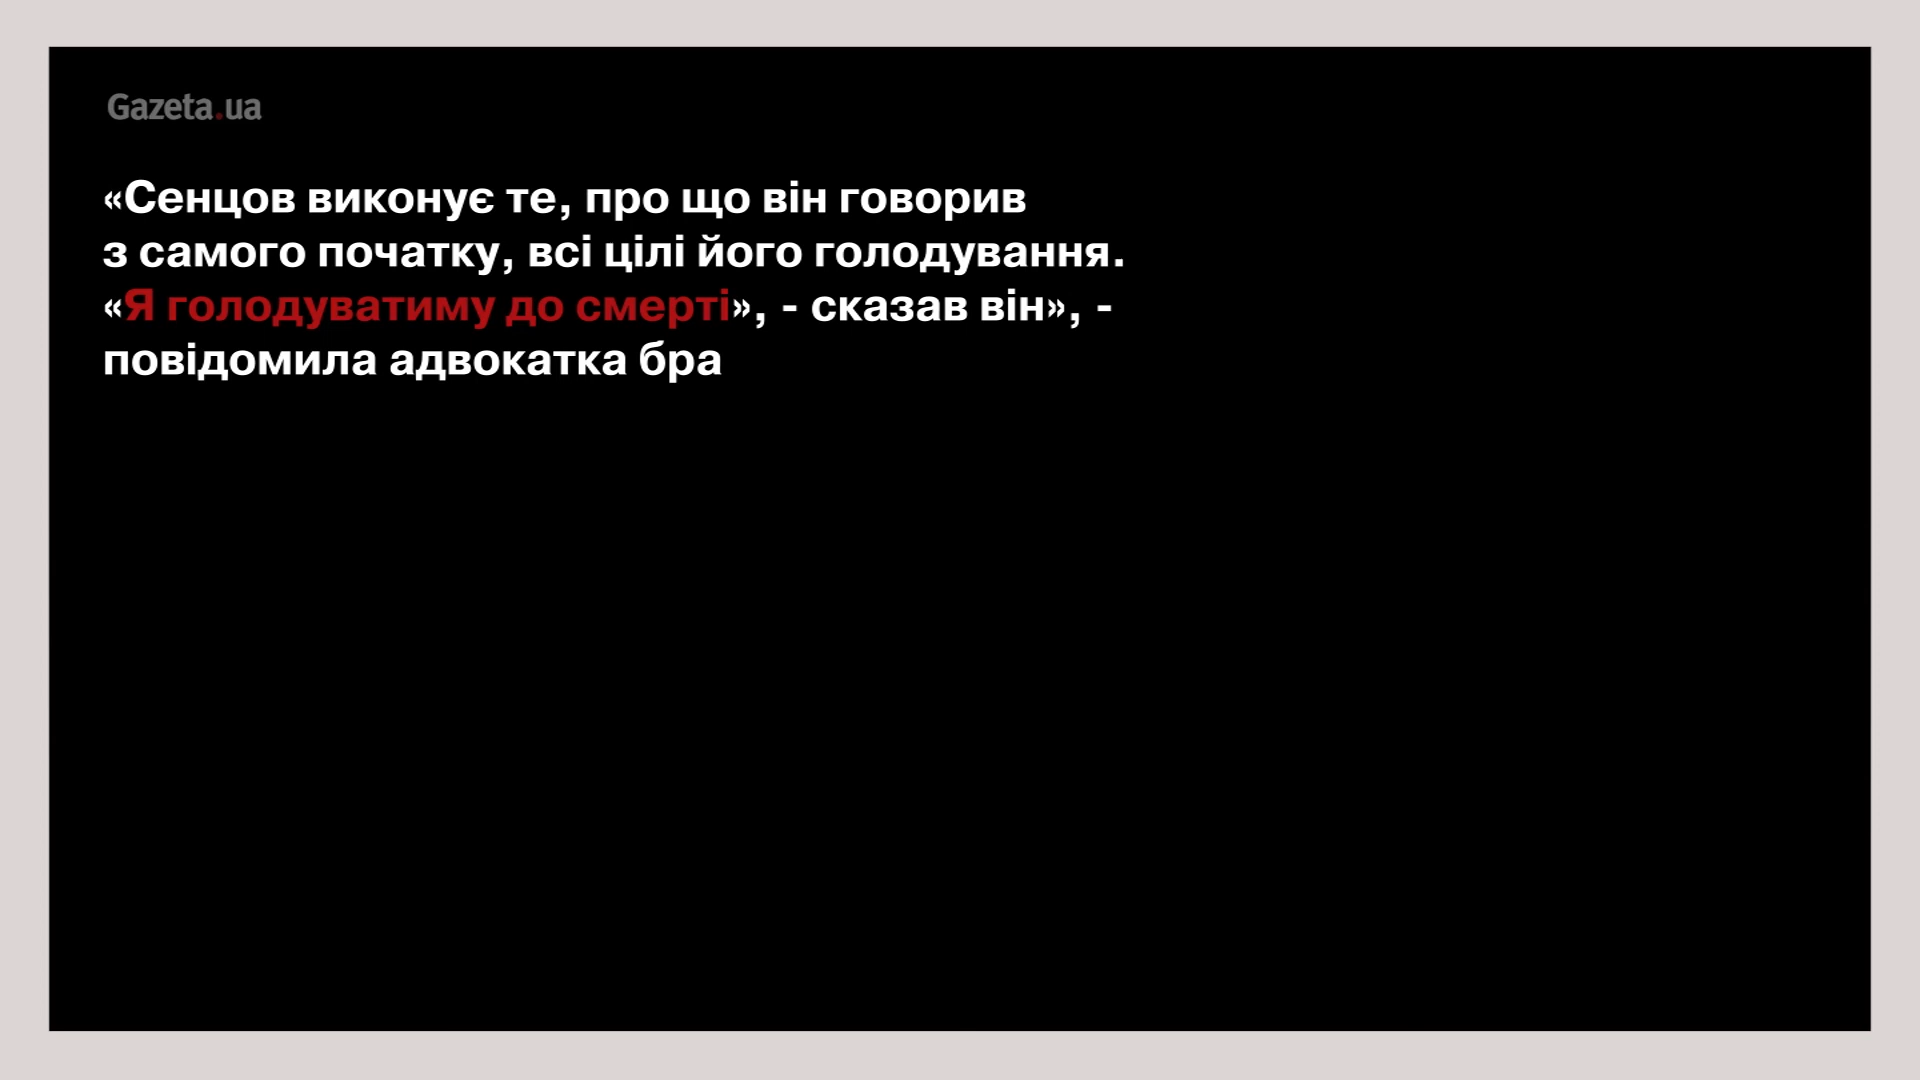 Gazeta.ua
«Сенцов виконує те, про що він говорив
з самого початку, всі цілі його голодування.
«Я голодуватиму до смерті», - сказав він», -
повідомила адвокатка бра